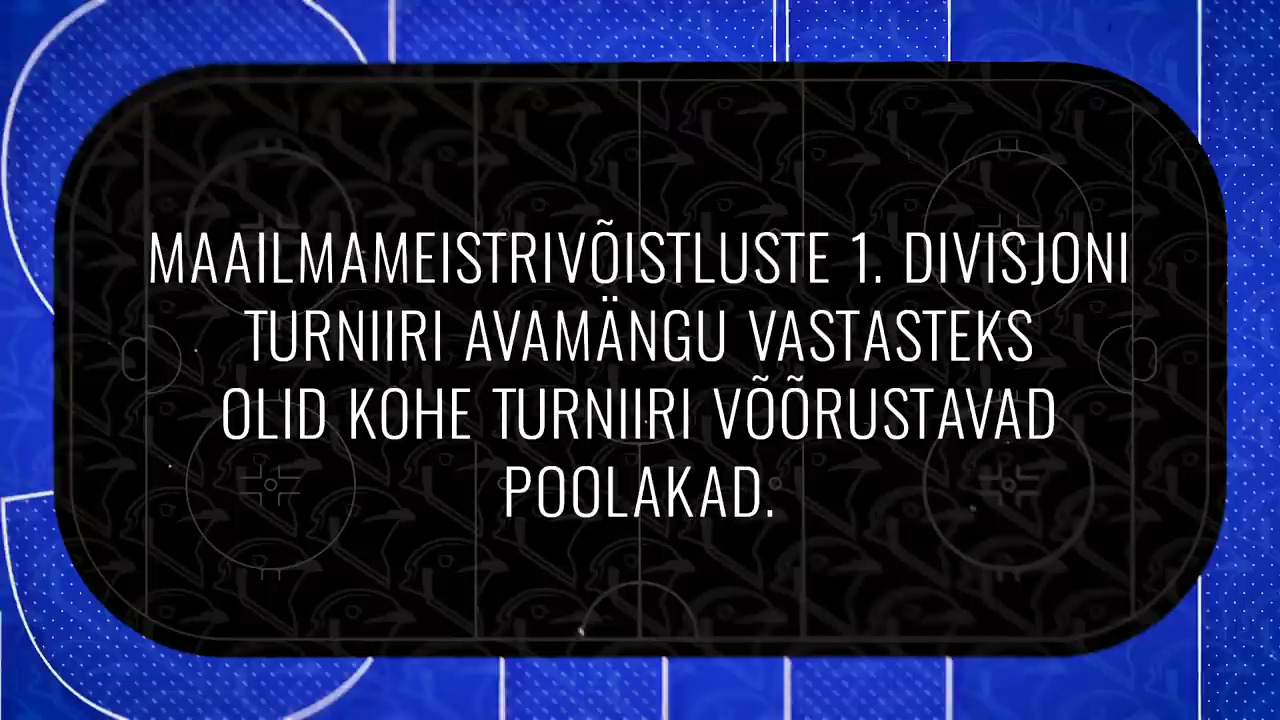 MAAILMAMEISTRIVÕISTLUSTE 1. DIVISJONI
TURNIIRI AVAMÄNGU VASTASTEKS
OLID KOHE TURNIIRI VÕÕRUSTAVAD
POOLAKAD.